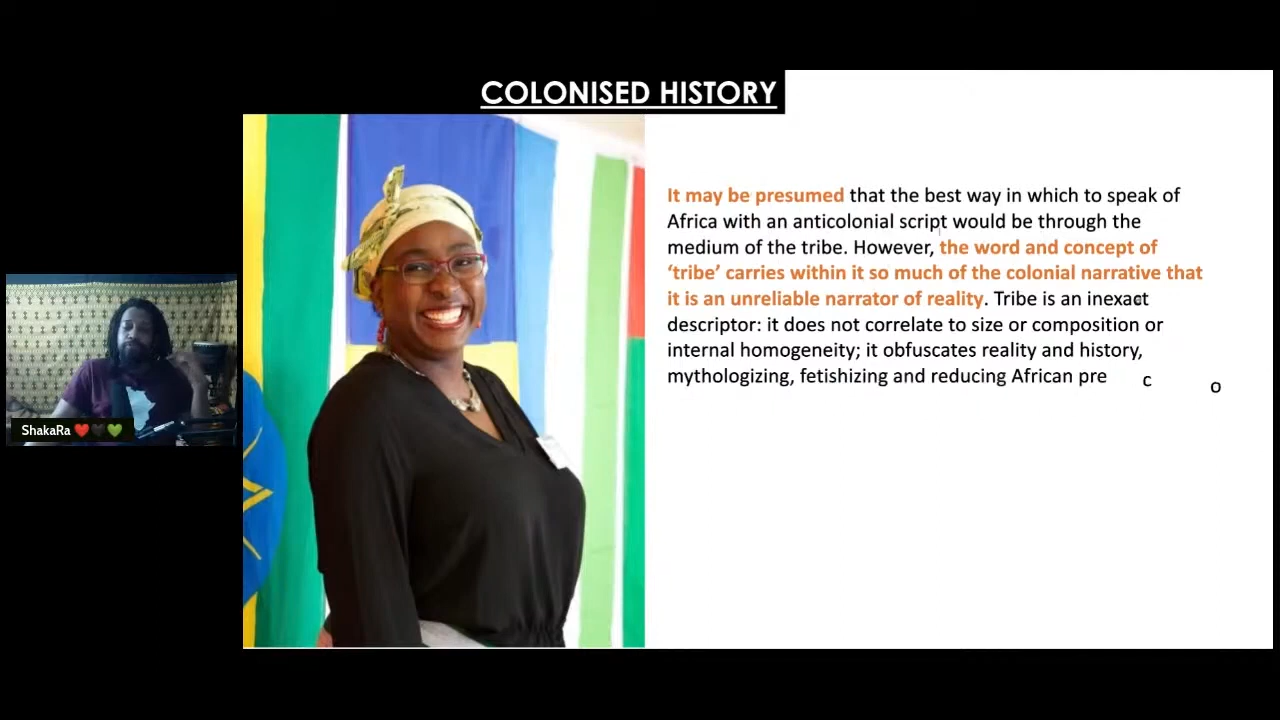 COLONISED HISTORY
It may be presumed that the best way in which to speak of
Africa with an anticolonial script would be through the
medium of the tribe. However, the word and concept of
‘tribe’ carries within it so much of the colonial narrative that
it is an unreliable narrator of reality. Tribe is an inexact
descriptor: it does not correlate to size or composition or
internal homogeneity; it obfuscates reality and history,
mythologizing, fetishizing and reducing African pre c o
ShakaRa ❤️🖤💚